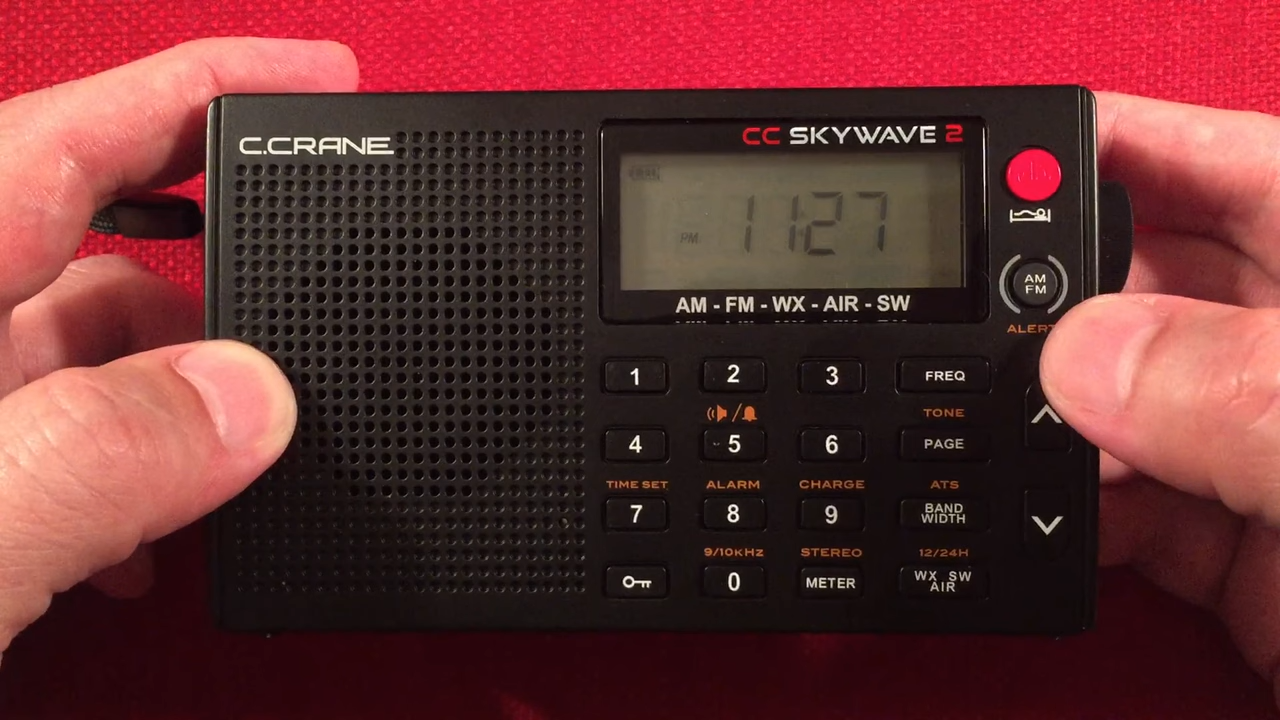 C.CRANE
CC SKYWAVE 2
PM 11:27
AM - FM - WX - AIR - SW
AM
FM
ALERT
1 2 3 FREQ
TONE
4 5 6 PAGE
TIME SET ALARM CHARGE ATS
7 8 9 BAND
WIDTH
9/10KHz STEREO 12/24H
0 METER WX SW
AIR